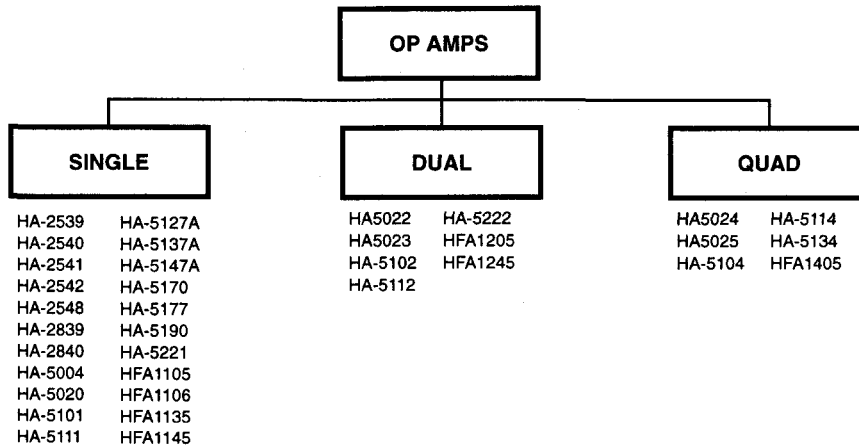 OP AMPS
SINGLE
HA-2539 HA-5127A
HA-2540 HA-5137A
HA-2541 HA-5147A
HA-2542 HA-5170
HA-2548 HA-5177
HA-2839 HA-5190
HA-2840 HA-5221
HA-5004 HFA1105
HA-5020 HFA1106
HA-5101 HFA1135
HA-5111 HFA1145
DUAL
HA5022 HA-5222
HA5023 HFA1205
HA-5102 HFA1245
HA-5112
QUAD
HA5024 HA-5114
HA5025 HA-5134
HA-5104 HFA1405